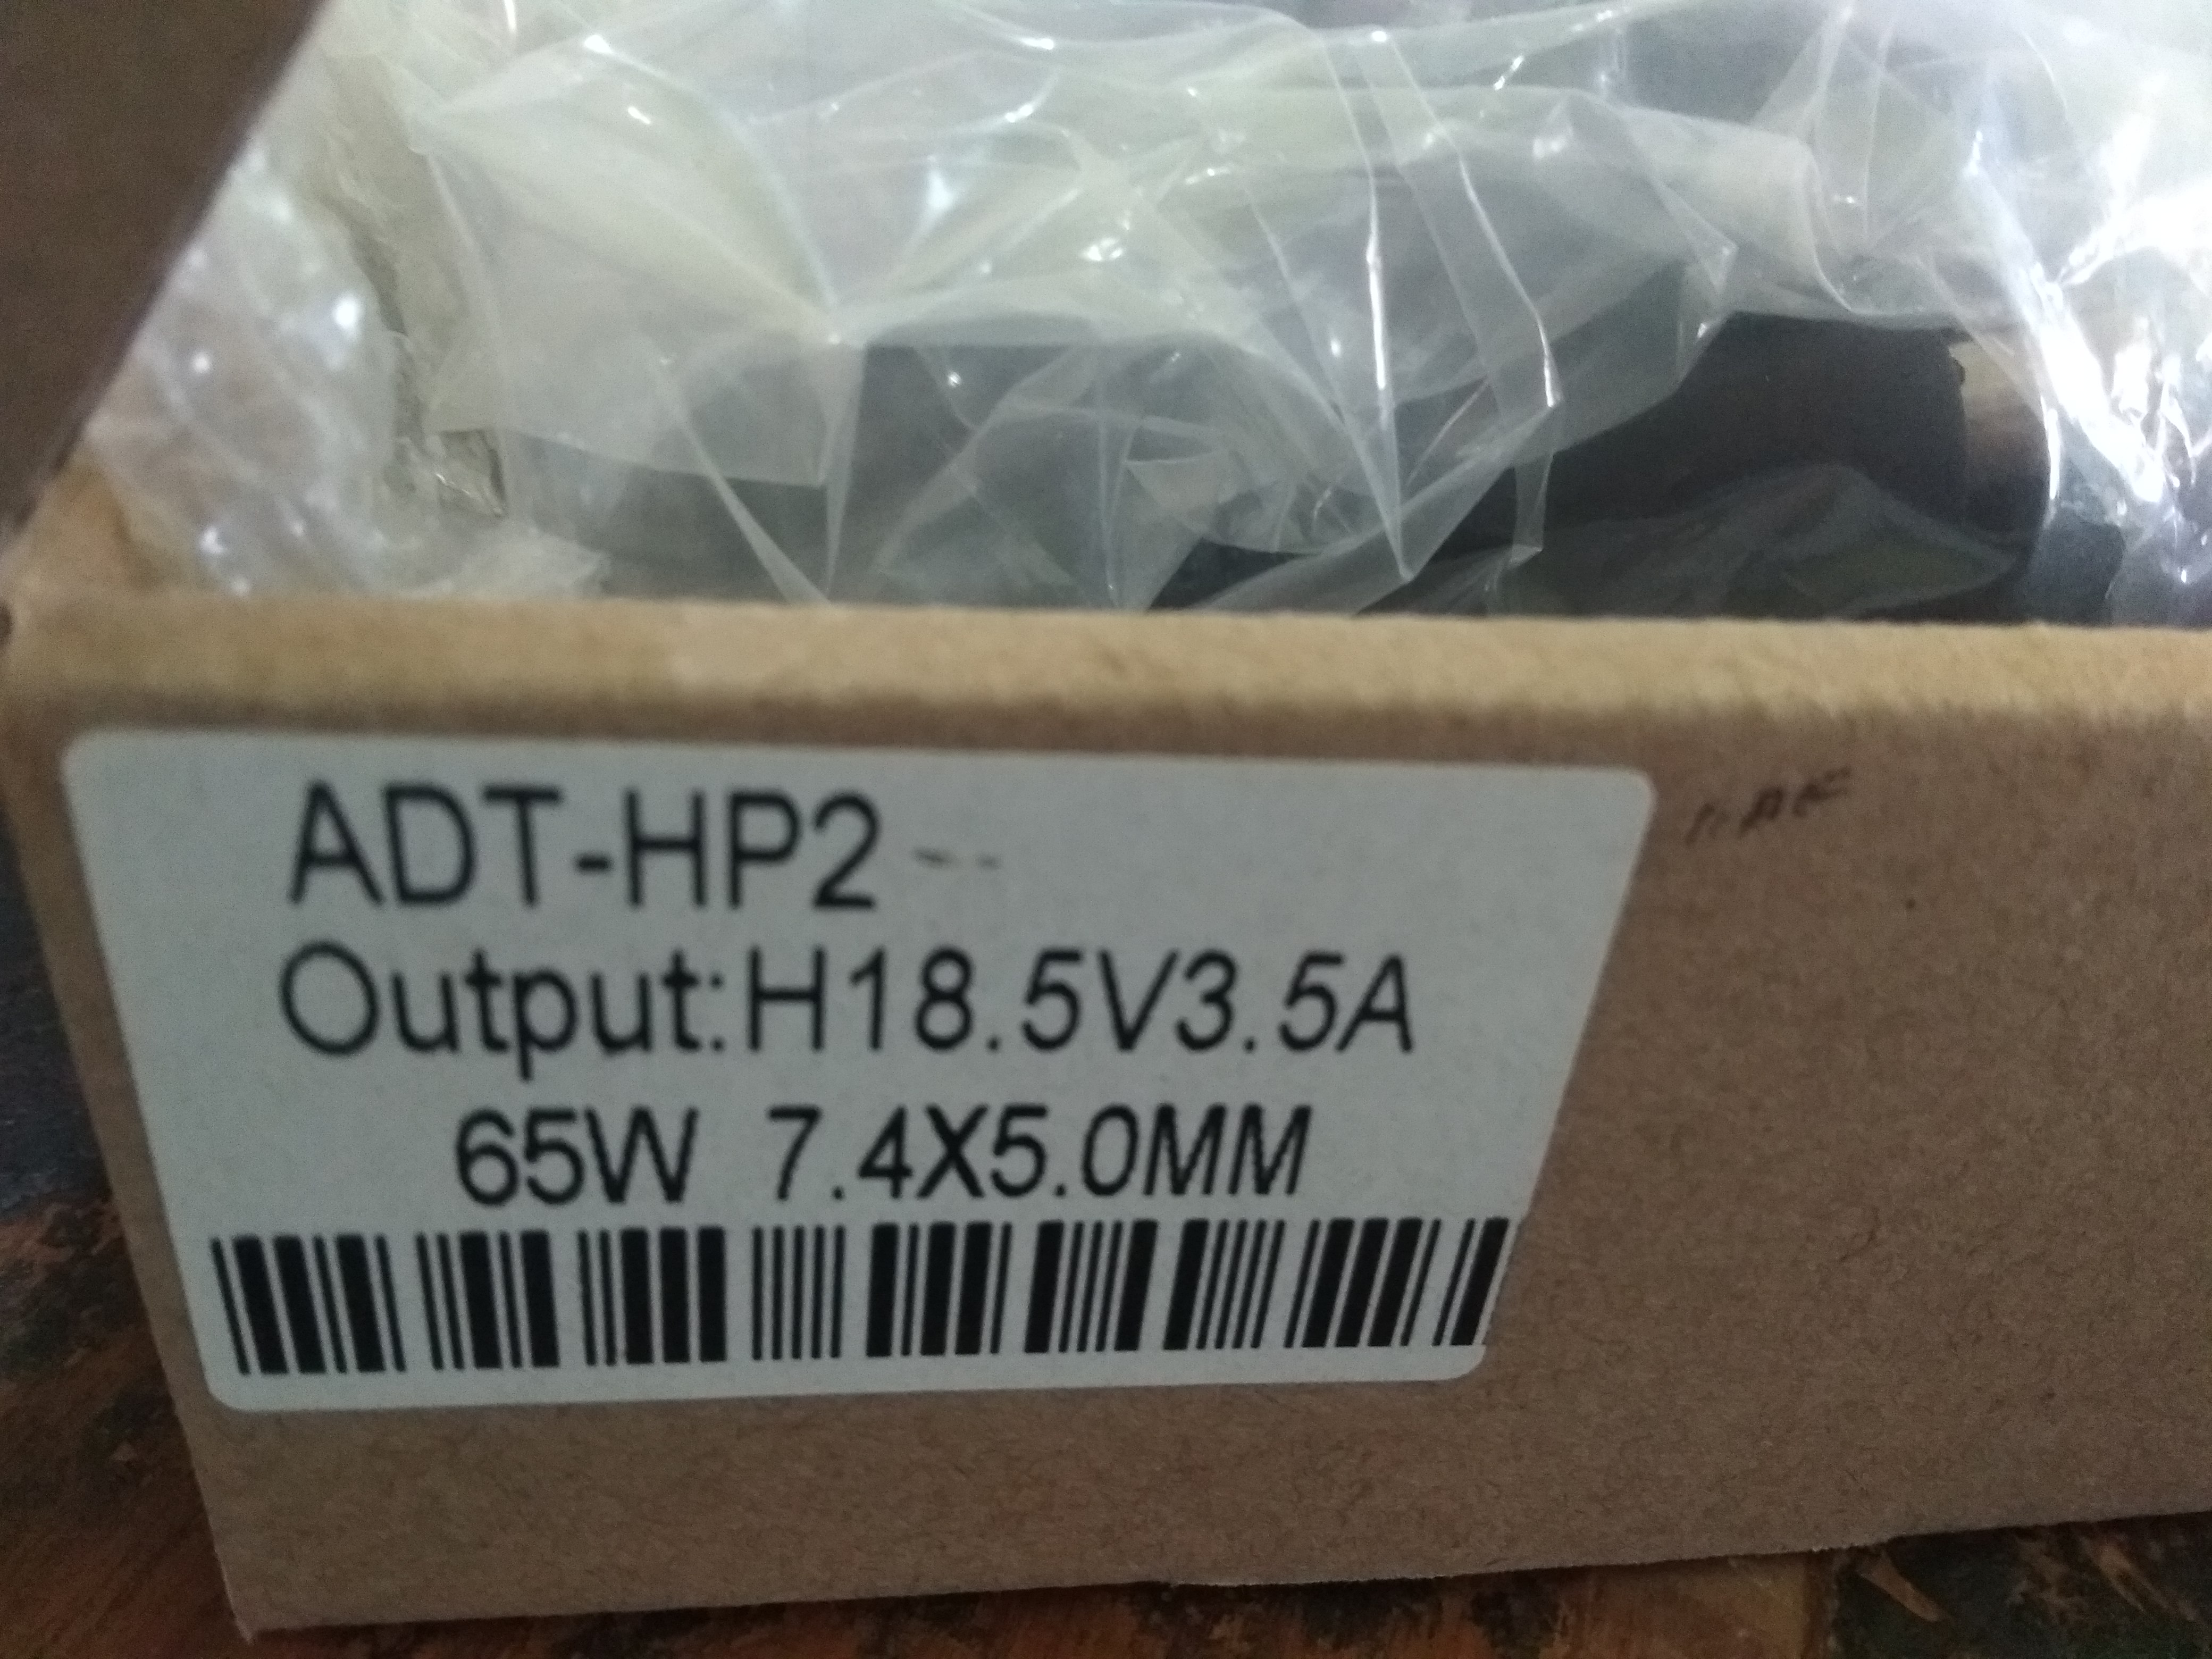 ADT-HP2
Output:H18.5V3.5A
65W 7.4X5.0MM